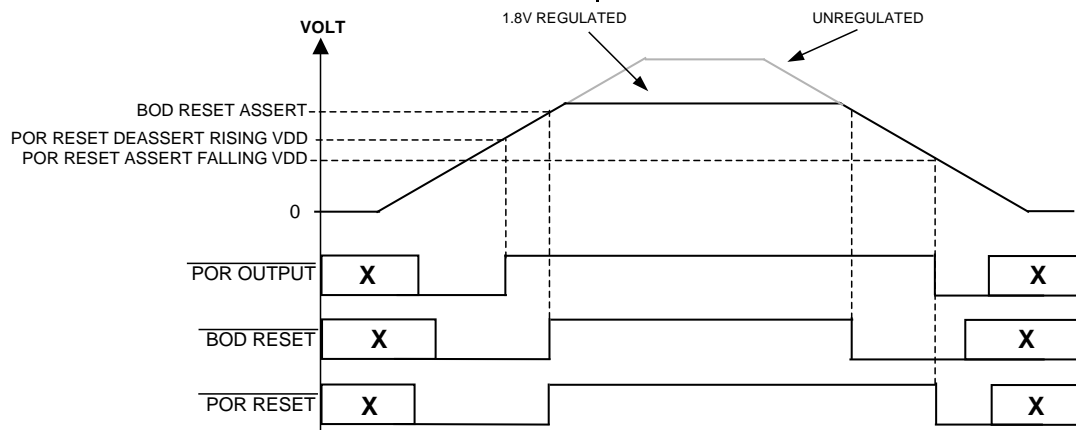 1.8V REGULATED
UNREGULATED
VOLT
BOD RESET ASSERT
POR RESET DEASSERT RISING VDD
POR RESET ASSERT FALLING VDD
0
POR OUTPUT
X
X
BOD RESET
X
X
POR RESET
X
X